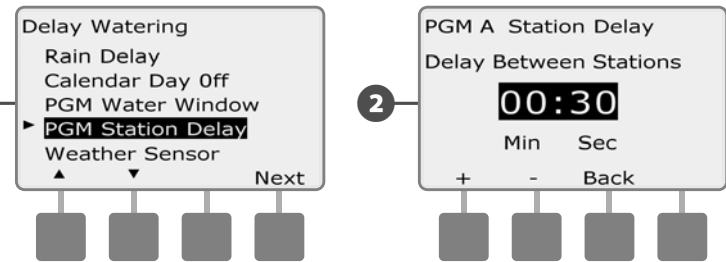 Delay Watering
Rain Delay
Calendar Day Off
PGM Water Window
► PGM Station Delay
Weather Sensor
▲ ▼ Next
2
PGM A Station Delay
Delay Between Stations
00:30
Min Sec
+ - Back